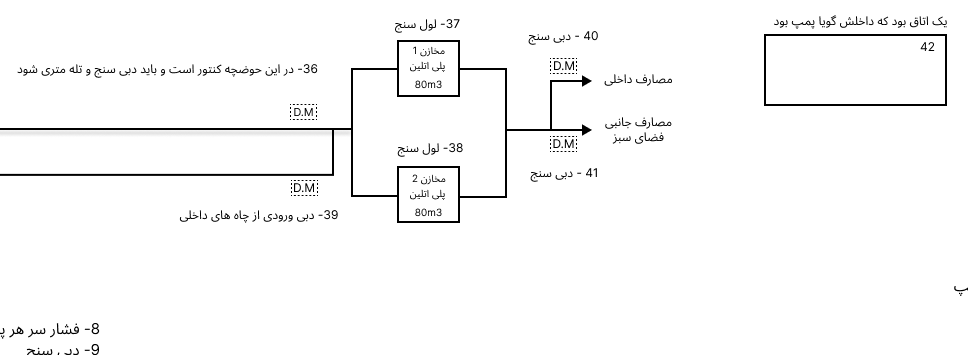 یک اتاق بود که داخلش گویا پمپ بود
42
37- لول سنج
مخازن 1
پلی اتلین
80m3
40 - دبی سنج
D.M
مصارف داخلی
36- در این حوضچه کنتور است و باید دبی سنج و تله متری شود
D.M
مصارف جانبی
فضای سبز
D.M
38- لول سنج
مخازن 2
پلی اتلین
80m3
41 - دبی سنج
D.M
39- دبی ورودی از چاه های داخلی
8- فشار سر هر
9- دبی سنج